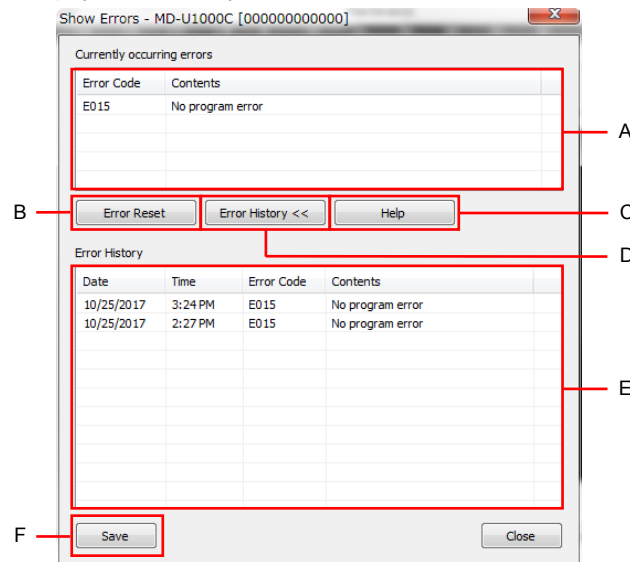 Show Errors - MD-U1000C [000000000000]
Currently occurring errors
Error Code Contents
E015 No program error
A
B
Error Reset Error History << Help
C
D
Error History
Date Time Error Code Contents
10/25/2017 3:24 PM E015 No program error
10/25/2017 2:27 PM E015 No program error
E
F
Save Close